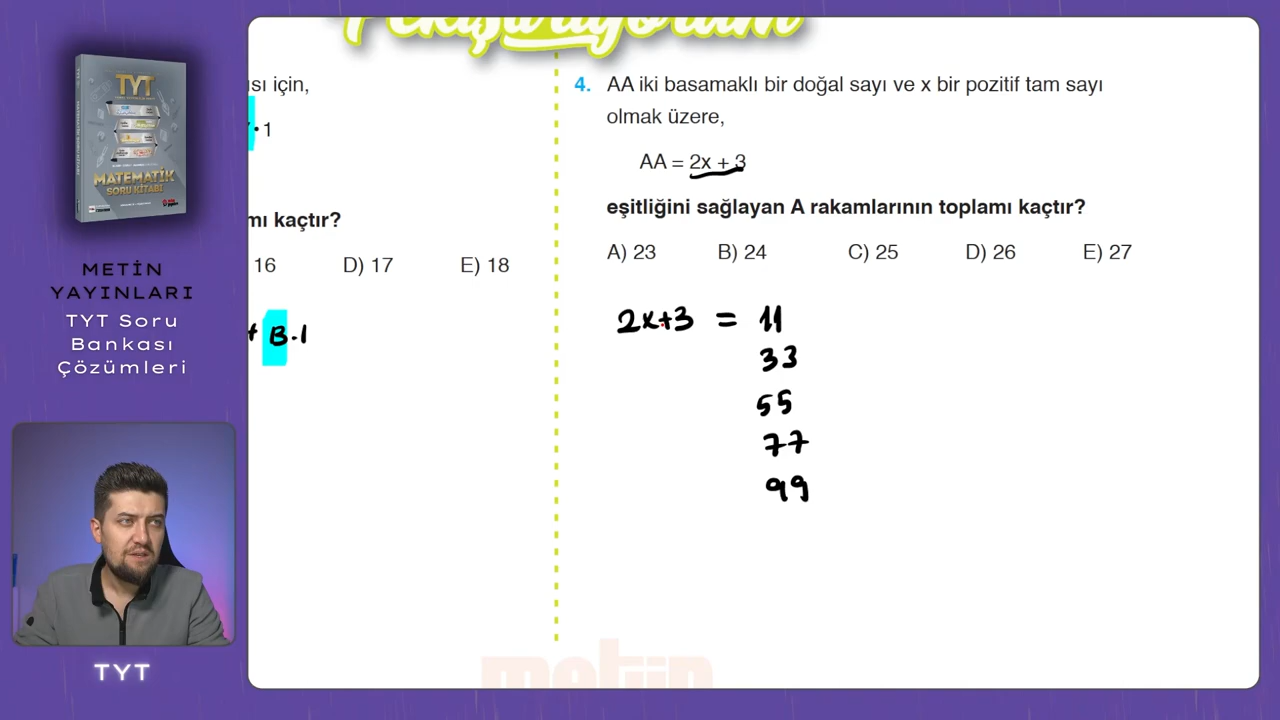 Pekiştiriyorum
TYT
MATEMATİK
SORU KİTABI
METİN
YAYINLARI
TYT Soru
Bankası
Çözümleri
TYT
ısı için,
· 1
mı kaçtır?
16 D) 17 E) 18
+ B.1
4. AA iki basamaklı bir doğal sayı ve x bir pozitif tam sayı
olmak üzere,
AA = 2x + 3
eşitliğini sağlayan A rakamlarının toplamı kaçtır?
A) 23 B) 24 C) 25 D) 26 E) 27
2x+3 = 11
33
55
77
99
metin